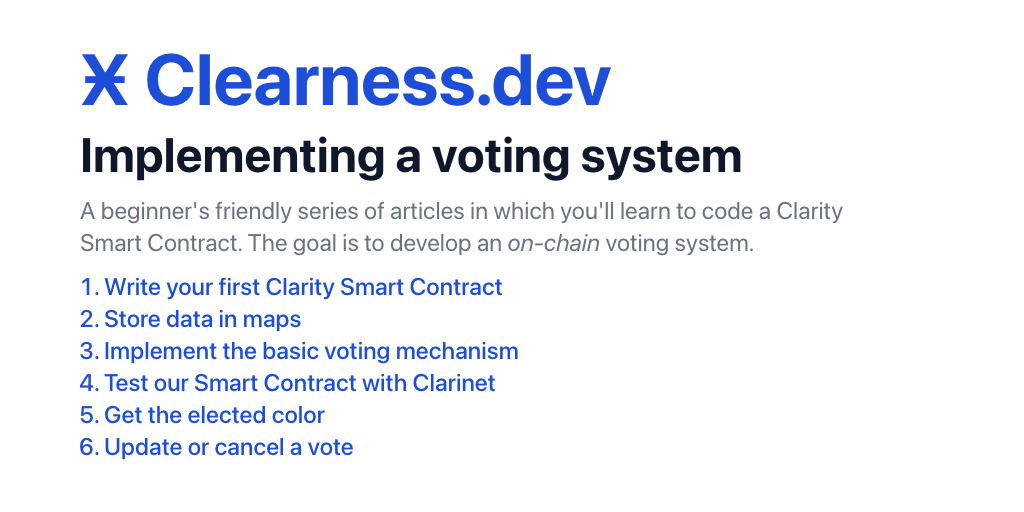 Ӿ Clearness.dev
Implementing a voting system
A beginner's friendly series of articles in which you'll learn to code a Clarity
Smart Contract. The goal is to develop an on-chain voting system.
1. Write your first Clarity Smart Contract
2. Store data in maps
3. Implement the basic voting mechanism
4. Test our Smart Contract with Clarinet
5. Get the elected color
6. Update or cancel a vote